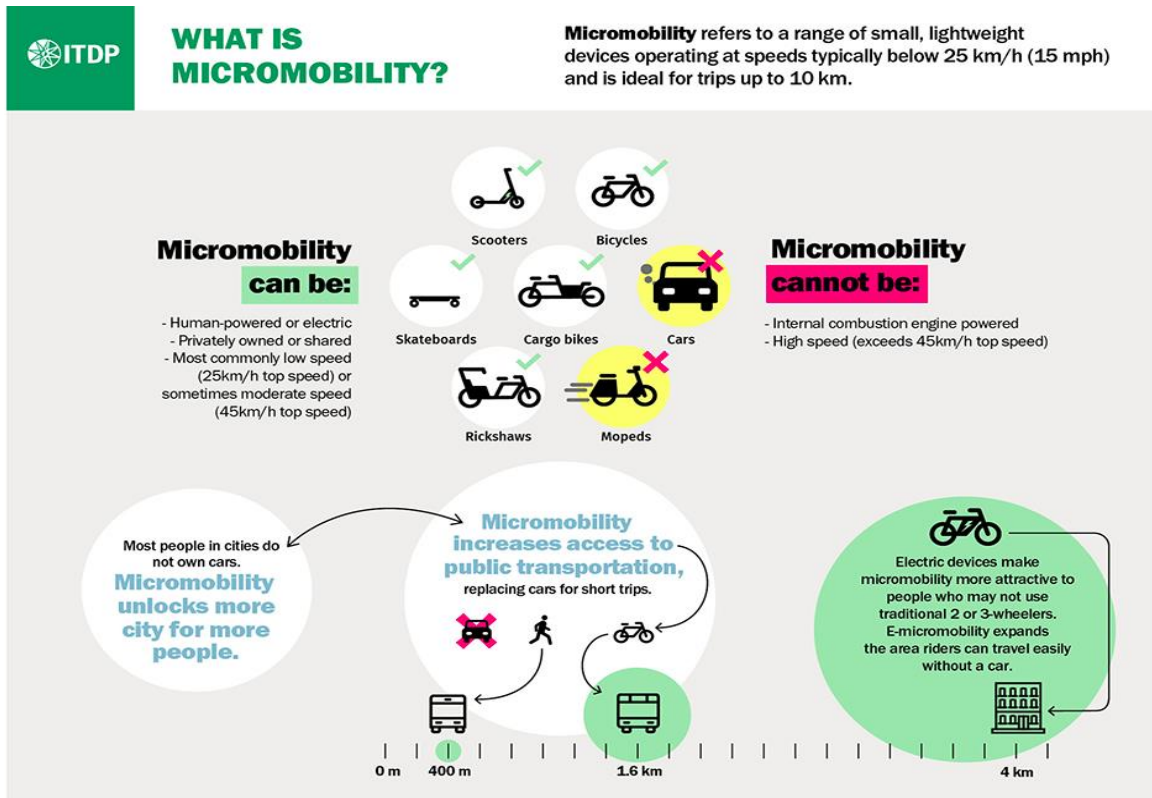 ITDP
WHAT IS
MICROMOBILITY?
Micromobility refers to a range of small, lightweight
devices operating at speeds typically below 25 km/h (15 mph)
and is ideal for trips up to 10 km.
Scooters
Bicycles
Micromobility
can be:
- Human-powered or electric
- Privately owned or shared
- Most commonly low speed
(25km/h top speed) or
sometimes moderate speed
(45km/h top speed)
Skateboards
Cargo bikes
Cars
Rickshaws
Mopeds
Micromobility
cannot be:
- Internal combustion engine powered
- High speed (exceeds 45km/h top speed)
Most people in cities do
not own cars.
Micromobility
unlocks more
city for more
people.
Micromobility
increases access to
public transportation,
replacing cars for short trips.
Electric devices make
micromobility more attractive to
people who may not use
traditional 2 or 3-wheelers.
E-micromobility expands
the area riders can travel easily
without a car.
0 m
400 m
1.6 km
4 km